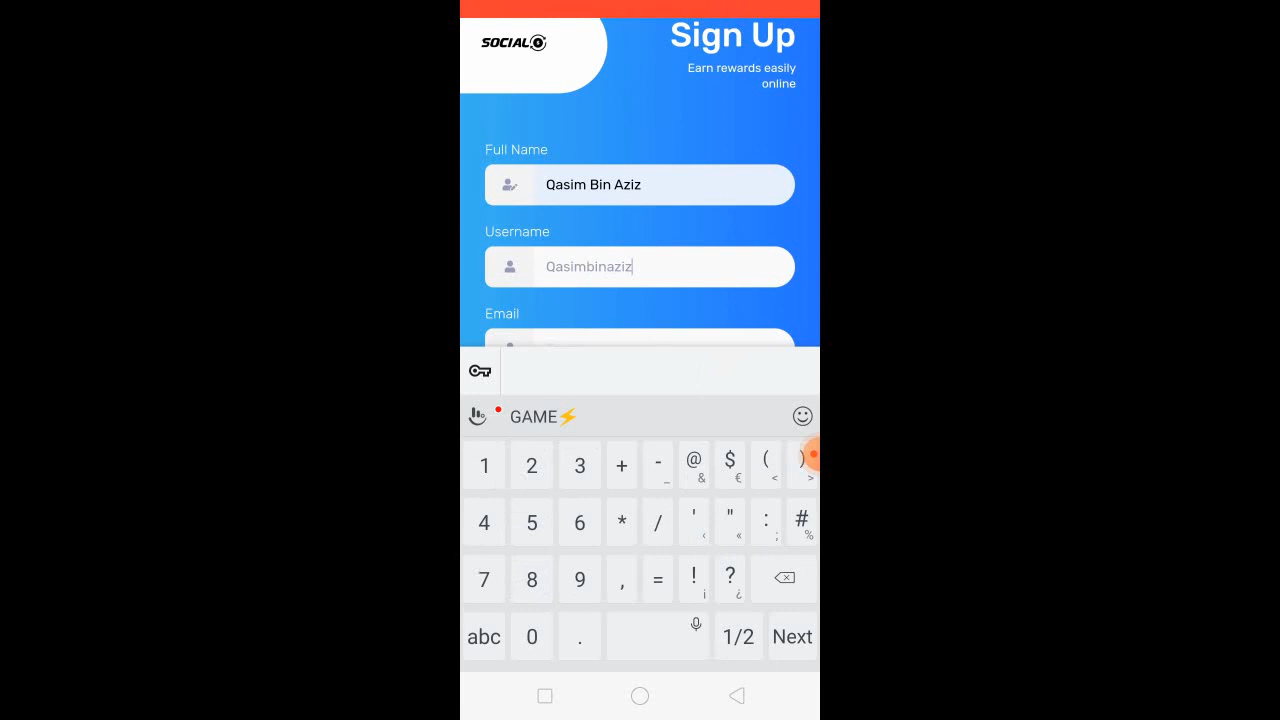 SOCIAL
Sign Up
Earn rewards easily
online
Full Name
Qasim Bin Aziz
Username
Qasimbinaziz
Email
GAME⚡
1 2 3 + - _ @ & $ € ( < ) >
4 5 6 * / ' ‹ " « : ; # %
7 8 9 , = ! ¡ ? ¿
abc 0 . 1/2 Next